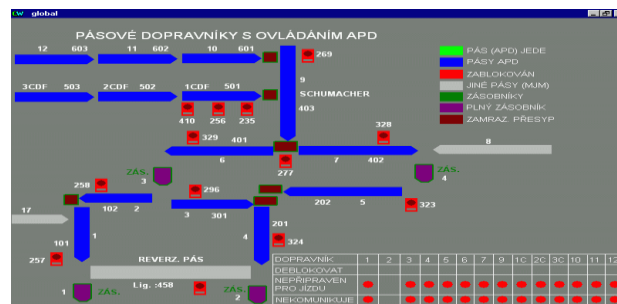 CW global
PÁSOVÉ DOPRAVNÍKY S OVLÁDÁNÍM APD
12 603 11 602 10 601
269
PÁS (APD) JEDE
PÁSY APD
ZABLOKOVÁN
JINÉ PÁSY (MJM)
ZÁSOBNÍKY
PLNÝ ZÁSOBNÍK
ZAMRAZ. PŘESYP
9
3CDF 503 2CDF 502 1CDF 501
SCHUMACHER
403
410 256 235
329 401
328
8
6
277
7 402
ZÁS.
3
ZÁS.
4
258
296
102 2
3 301
202 5
323
17
101
1
201
4
324
257
REVERZ. PÁS
Lig. :458
1 ZÁS.
ZÁS.
2
DOPRAVNÍK 1 2 3 4 5 6 7 9 1C 2C 3C 10 11 12
DEBLOKOVAT
NEPŘIPRAVEN
PRO JÍZDU
NEKOMUNIKUJE